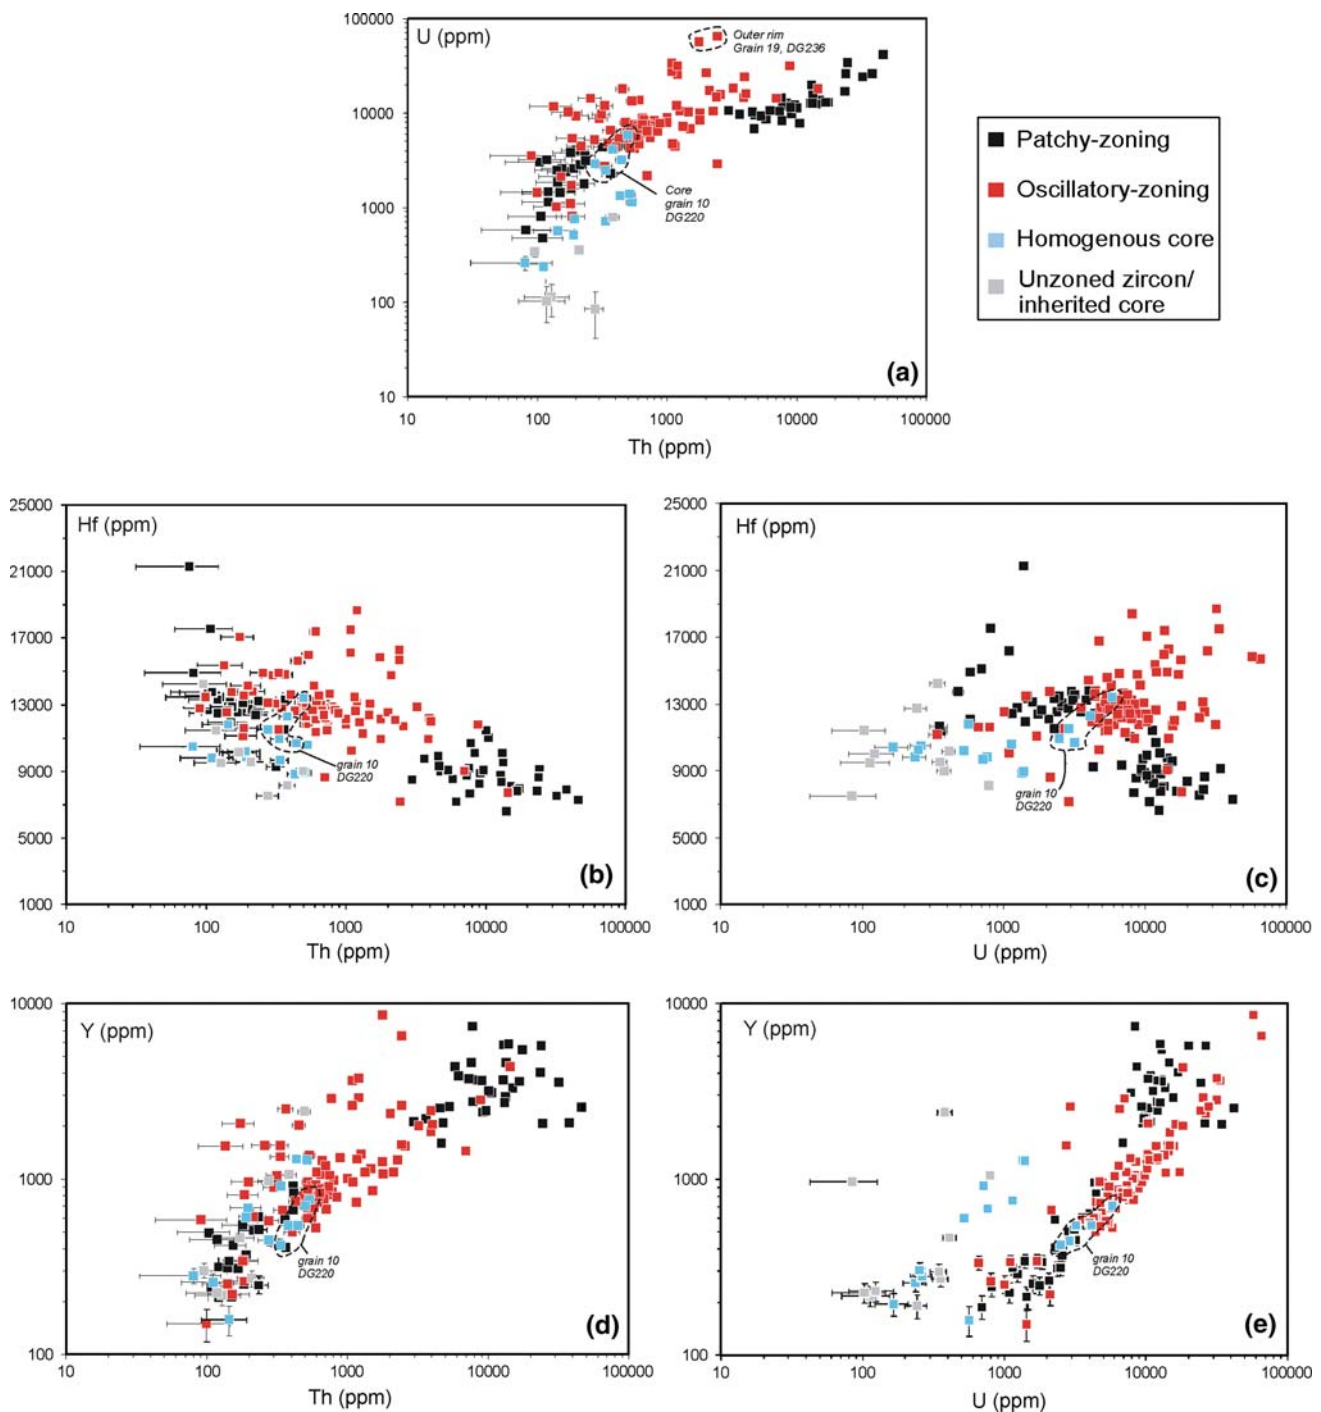 100000
U (ppm)
Outer rim
Grain 19, DG236
10000
1000
Core
grain 10
DG220
100
10
(a)
10
100
1000
10000
100000
Th (ppm)
Patchy-zoning
Oscillatory-zoning
Homogenous core
Unzoned zircon/
inherited core
25000
Hf (ppm)
21000
17000
13000
9000
5000
1000
grain 10
DG220
(b)
10
100
1000
10000
100000
Th (ppm)
25000
Hf (ppm)
21000
17000
13000
9000
5000
1000
grain 10
DG220
(c)
10
100
1000
10000
100000
U (ppm)
10000
Y (ppm)
1000
100
grain 10
DG220
(d)
10
100
1000
10000
100000
Th (ppm)
10000
Y (ppm)
1000
100
grain 10
DG220
(e)
10
100
1000
10000
100000
U (ppm)